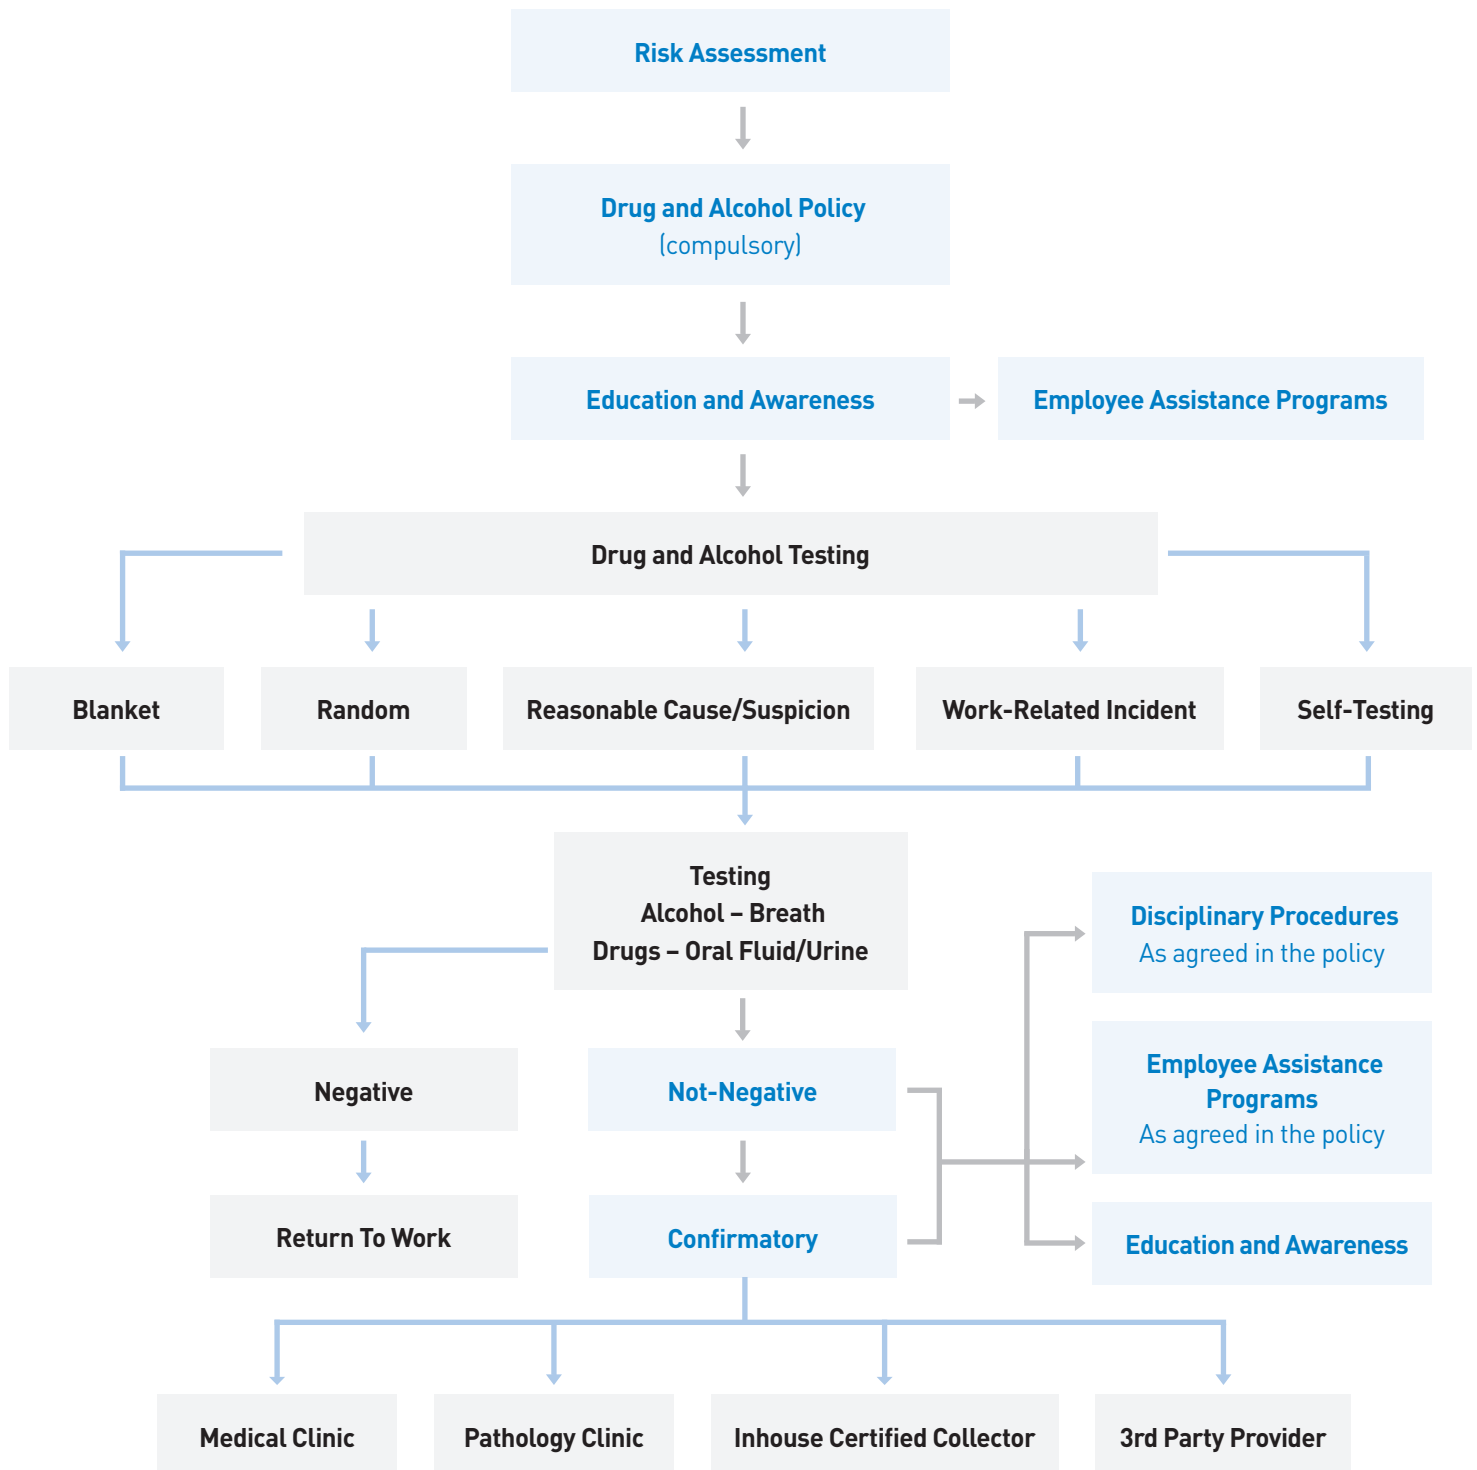 Risk Assessment
Drug and Alcohol Policy
(compulsory)
Education and Awareness
Employee Assistance Programs
Drug and Alcohol Testing
Blanket
Random
Reasonable Cause/Suspicion
Work-Related Incident
Self-Testing
Testing
Alcohol – Breath
Drugs – Oral Fluid/Urine
Disciplinary Procedures
As agreed in the policy
Employee Assistance
Programs
As agreed in the policy
Negative
Not-Negative
Return To Work
Confirmatory
Education and Awareness
Medical Clinic
Pathology Clinic
Inhouse Certified Collector
3rd Party Provider